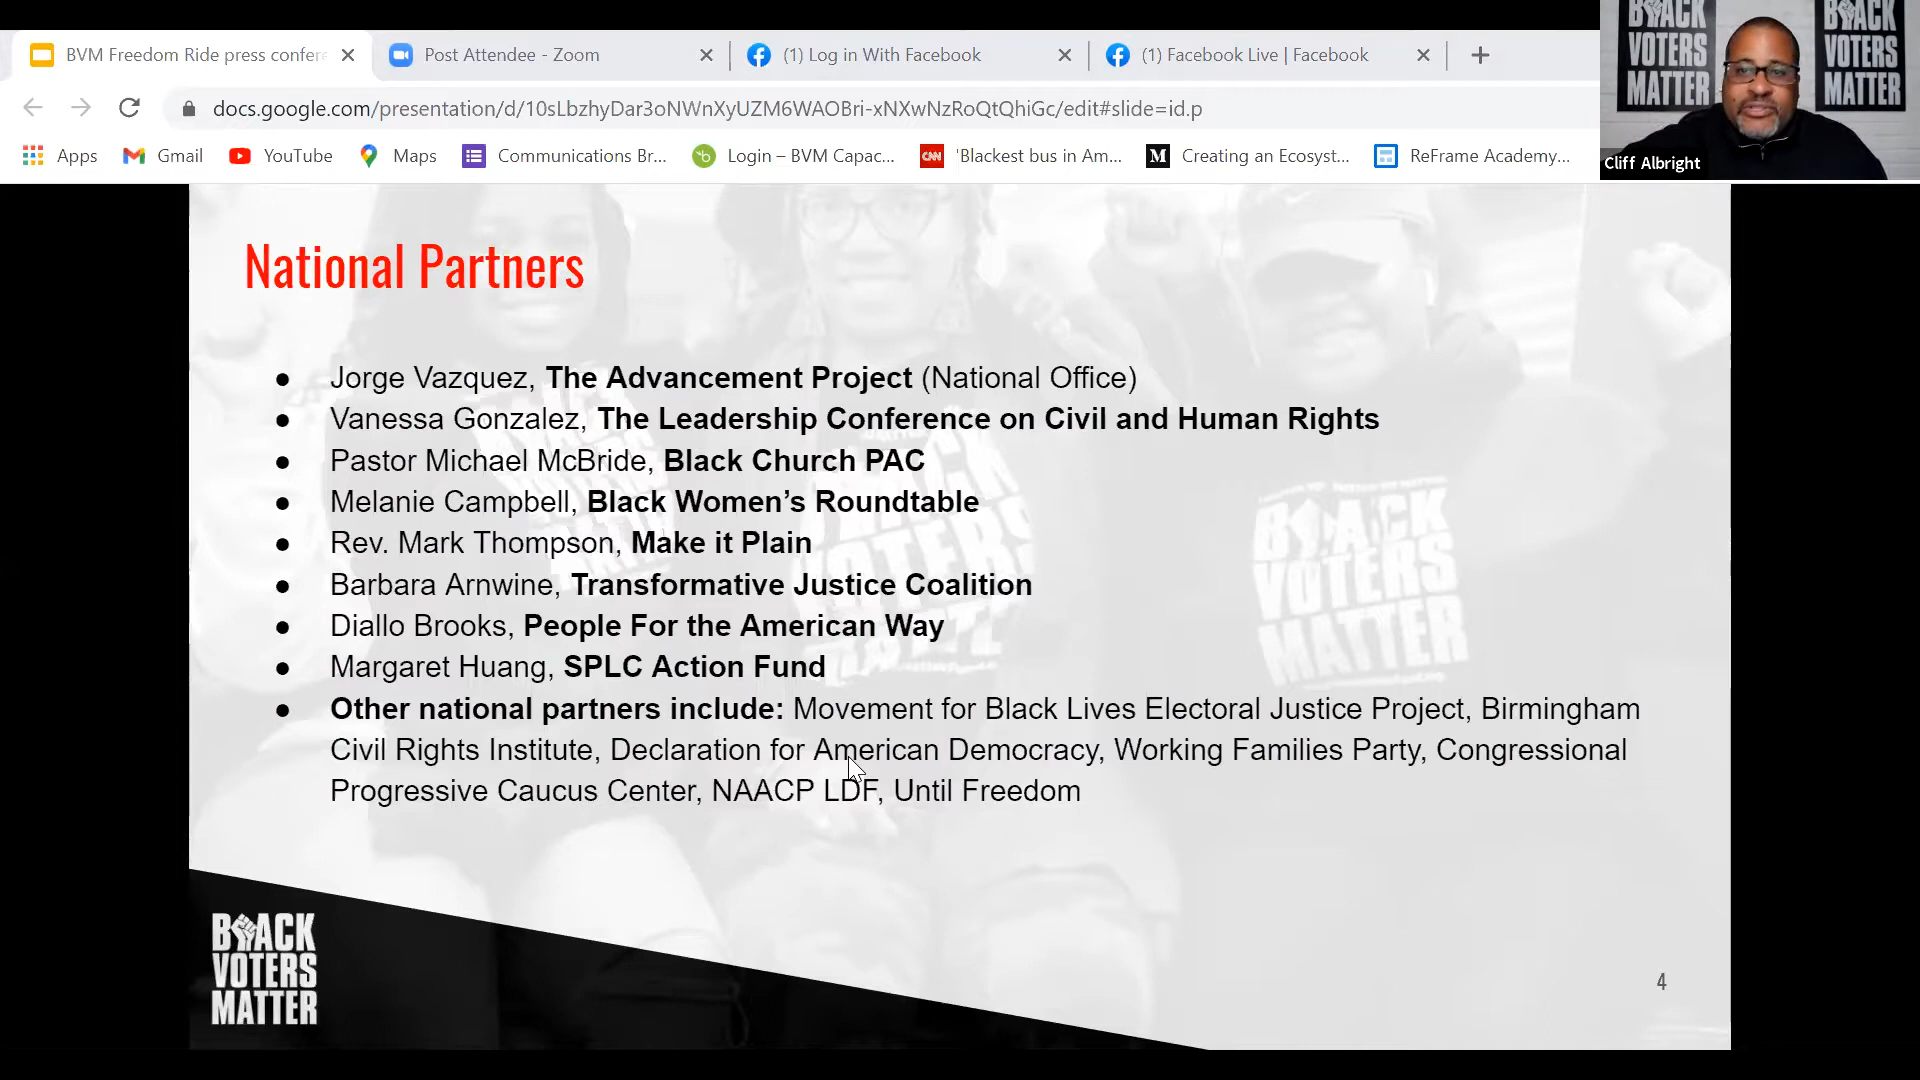 BVM Freedom Ride press confere
Post Attendee - Zoom
(1) Log in With Facebook
(1) Facebook Live | Facebook
docs.google.com/presentation/d/10sLbzhyDar3oNWnXyUZM6WAOBri-xNXwNzRoQtQhiGc/edit#slide=id.p
Apps
Gmail
YouTube
Maps
Communications Br...
Login – BVM Capac...
CNN
'Blackest bus in Am...
M
Creating an Ecosyst...
ReFrame Academy...
BLACK
VOTERS
MATTER
BLACK
VOTERS
MATTER
Cliff Albright
National Partners
● Jorge Vazquez, The Advancement Project (National Office)
● Vanessa Gonzalez, The Leadership Conference on Civil and Human Rights
● Pastor Michael McBride, Black Church PAC
● Melanie Campbell, Black Women’s Roundtable
● Rev. Mark Thompson, Make it Plain
● Barbara Arnwine, Transformative Justice Coalition
● Diallo Brooks, People For the American Way
● Margaret Huang, SPLC Action Fund
● Other national partners include: Movement for Black Lives Electoral Justice Project, Birmingham
Civil Rights Institute, Declaration for American Democracy, Working Families Party, Congressional
Progressive Caucus Center, NAACP LDF, Until Freedom
BLACK
VOTERS
MATTER
BLACK
VOTERS
MATTER
4